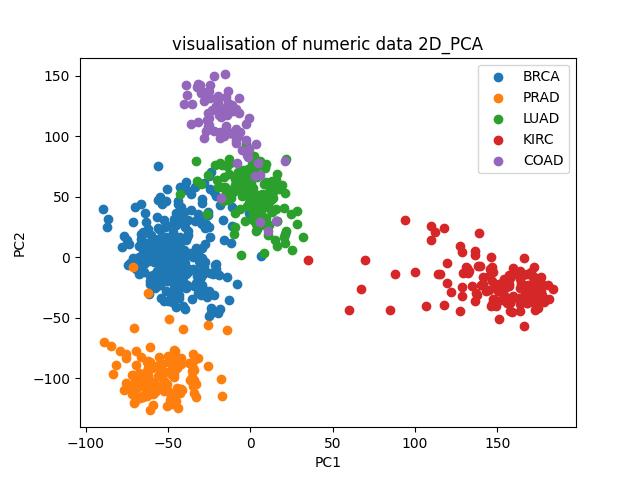 visualisation of numeric data 2D_PCA
BRCA
PRAD
LUAD
KIRC
COAD
PC2
150
100
50
0
−50
−100
−100
−50
0
50
100
150
PC1